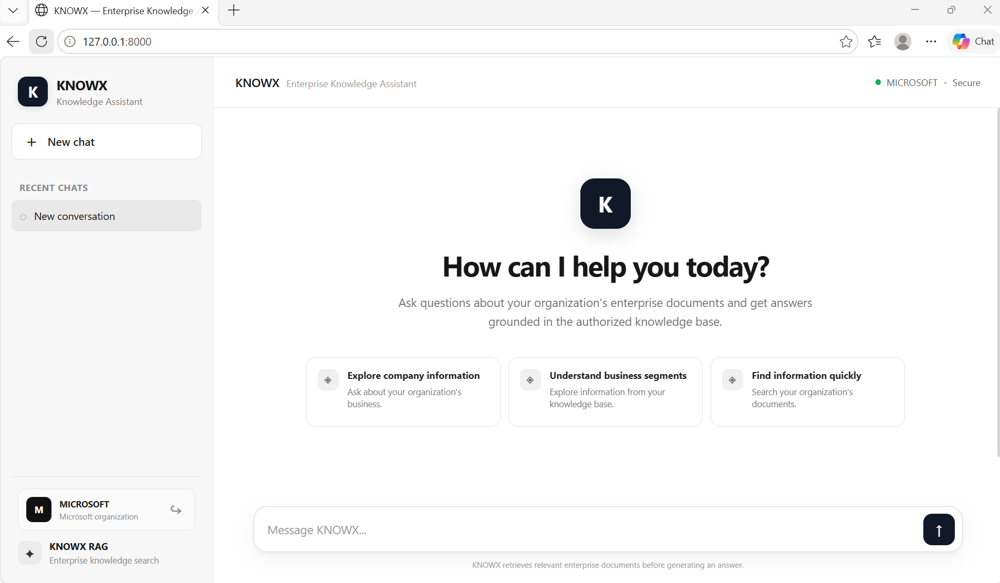 KNOWX — Enterprise Knowledge
127.0.0.1:8000
Chat
K
KNOWX
Knowledge Assistant
+ New chat
RECENT CHATS
New conversation
M
MICROSOFT
Microsoft organization
KNOWX RAG
Enterprise knowledge search
KNOWX Enterprise Knowledge Assistant
MICROSOFT • Secure
K
How can I help you today?
Ask questions about your organization's enterprise documents and get answers
grounded in the authorized knowledge base.
Explore company information
Ask about your organization's
business.
Understand business segments
Explore information from your
knowledge base.
Find information quickly
Search your organization's
documents.
Message KNOWX...
KNOWX retrieves relevant enterprise documents before generating an answer.